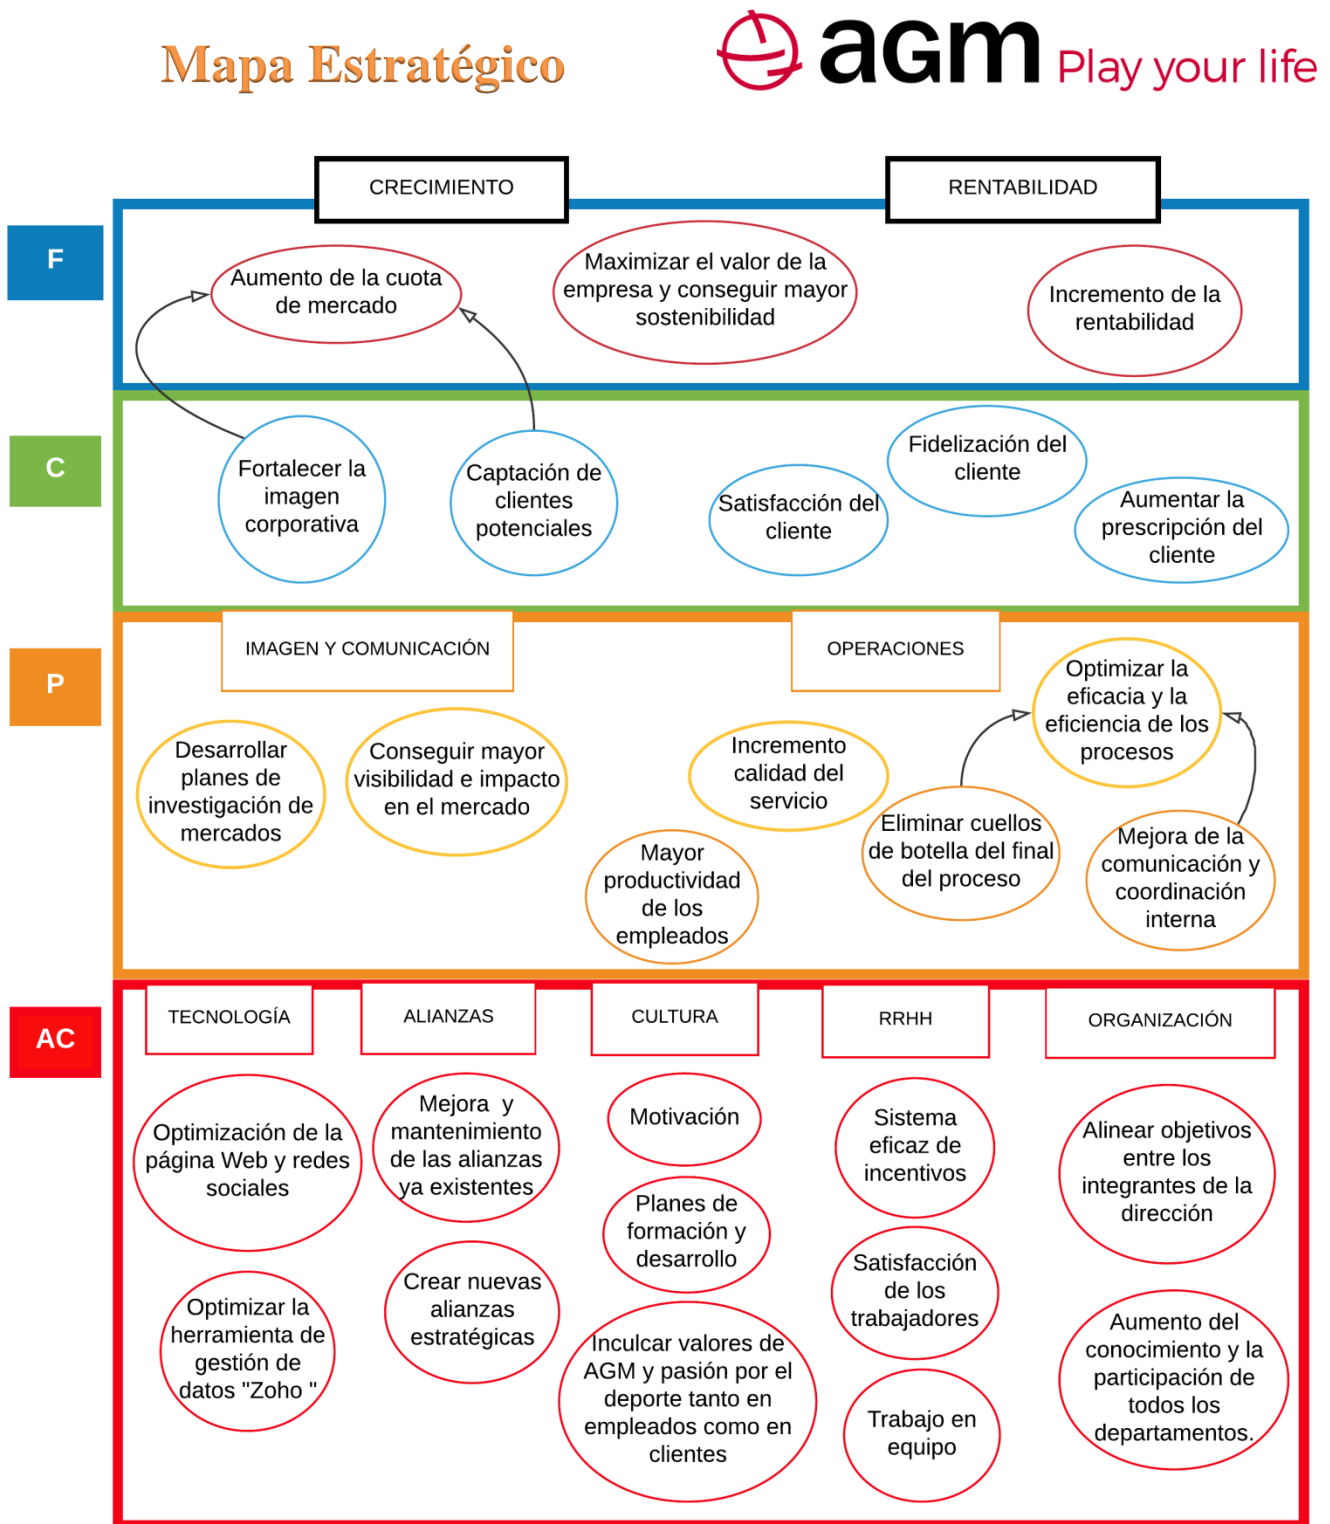 Mapa Estratégico
agm Play your life
CRECIMIENTO
RENTABILIDAD
F
Aumento de la cuota
de mercado
Maximizar el valor de la
empresa y conseguir mayor
sostenibilidad
Incremento de la
rentabilidad
C
Fortalecer la
imagen
corporativa
Captación de
clientes
potenciales
Satisfacción del
cliente
Fidelización del
cliente
Aumentar la
prescripción del
cliente
P
IMAGEN Y COMUNICACIÓN
OPERACIONES
Desarrollar
planes de
investigación de
mercados
Conseguir mayor
visibilidad e impacto
en el mercado
Incremento
calidad del
servicio
Optimizar la
eficacia y la
eficiencia de los
procesos
Mayor
productividad
de los
empleados
Eliminar cuellos
de botella del final
del proceso
Mejora de la
comunicación y
coordinación
interna
AC
TECNOLOGÍA
ALIANZAS
CULTURA
RRHH
ORGANIZACIÓN
Optimización de la
página Web y redes
sociales
Optimizar la
herramienta de
gestión de
datos "Zoho "
Mejora  y
mantenimiento
de las alianzas
ya existentes
Crear nuevas
alianzas
estratégicas
Motivación
Planes de
formación y
desarrollo
Inculcar valores de
AGM y pasión por el
deporte tanto en
empleados como en
clientes
Sistema
eficaz de
incentivos
Satisfacción
de los
trabajadores
Trabajo en
equipo
Alinear objetivos
entre los
integrantes de la
dirección
Aumento del
conocimiento y la
participación de
todos los
departamentos.